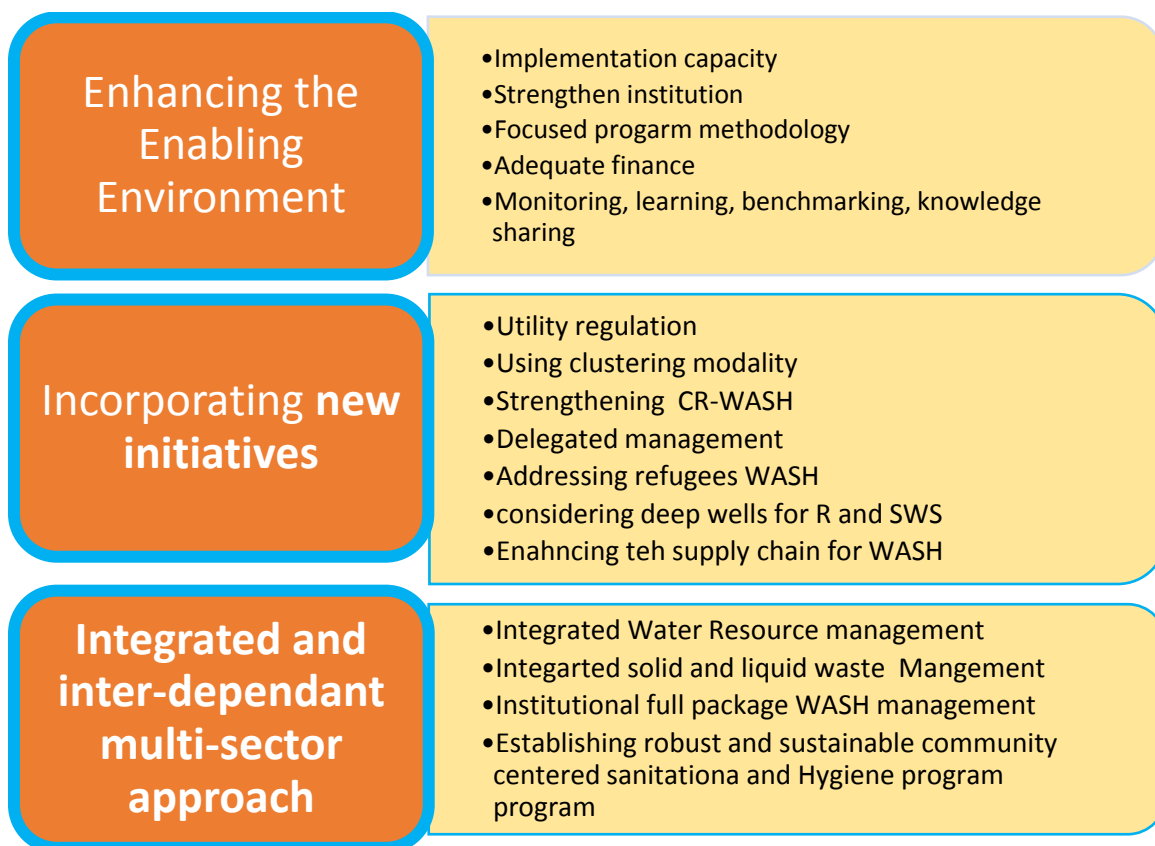 Enhancing the
Enabling
Environment
•Implementation capacity
•Strengthen institution
•Focused progarm methodology
•Adequate finance
•Monitoring, learning, benchmarking, knowledge
sharing
Incorporating new
initiatives
•Utility regulation
•Using clustering modality
•Strengthening CR-WASH
•Delegated management
•Addressing refugees WASH
•considering deep wells for R and SWS
•Enahncing teh supply chain for WASH
Integrated and
inter-dependant
multi-sector
approach
•Integrated Water Resource management
•Integarted solid and liquid waste Mangement
•Institutional full package WASH management
•Establishing robust and sustainable community
centered sanitationa and Hygiene program
program